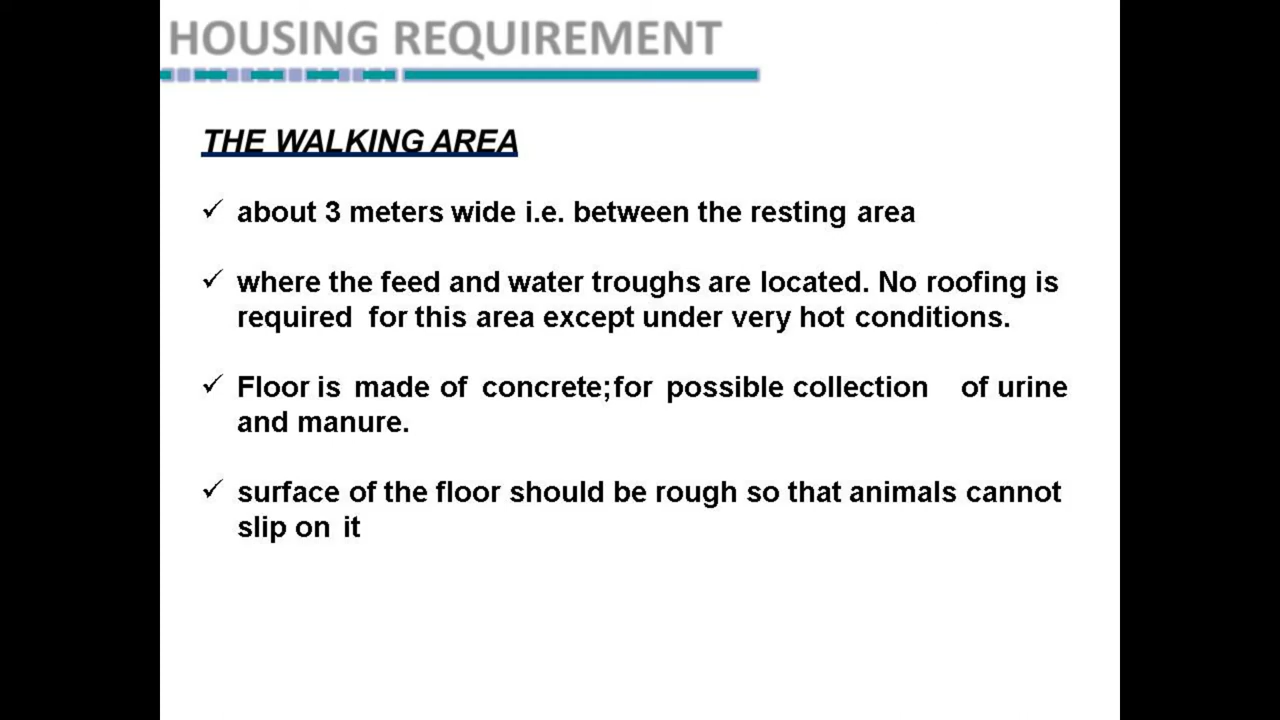 HOUSING REQUIREMENT
THE WALKING AREA
✓ about 3 meters wide i.e. between the resting area
✓ where the feed and water troughs are located. No roofing is
required for this area except under very hot conditions.
✓ Floor is made of concrete;for possible collection of urine
and manure.
✓ surface of the floor should be rough so that animals cannot
slip on it